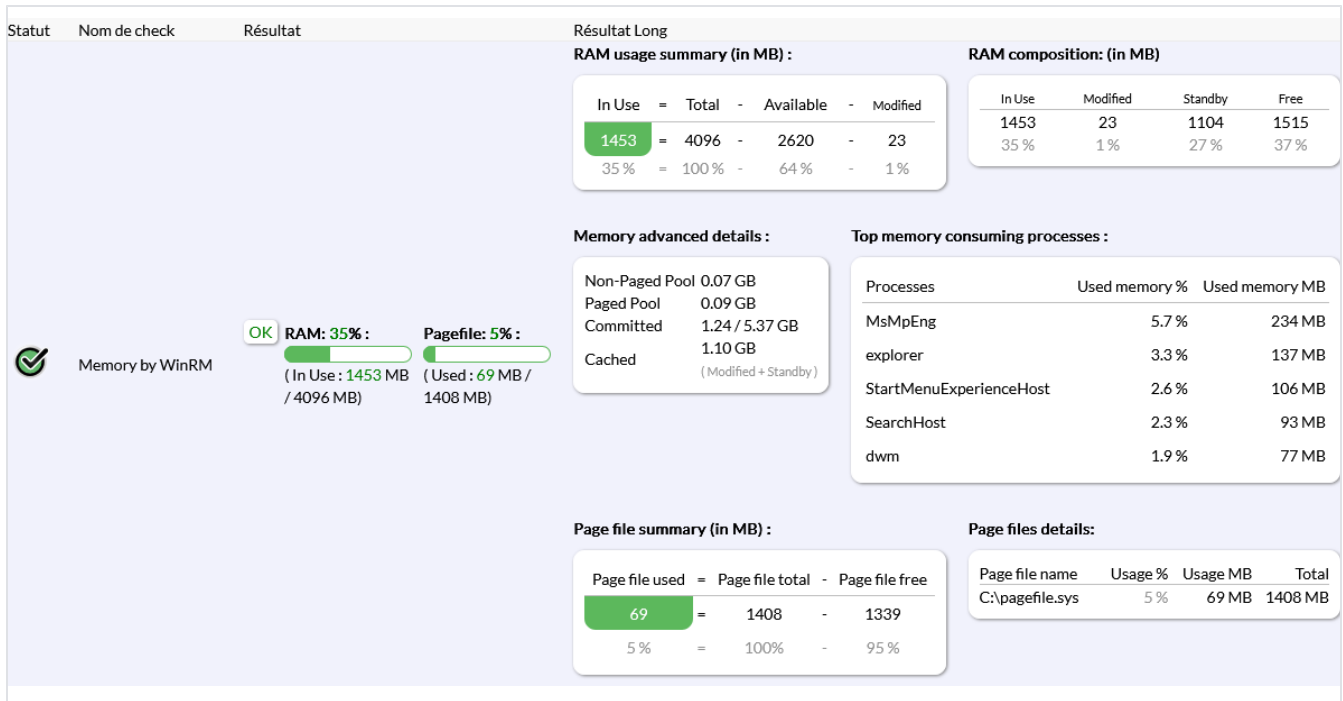 Statut Nom de check Résultat Résultat Long
RAM usage summary (in MB) :
In Use = Total - Available - Modified
1453 = 4096 - 2620 - 23
35 % = 100 % - 64 % - 1 %
RAM composition: (in MB)
In Use Modified Standby Free
1453 23 1104 1515
35 % 1 % 27 % 37 %
Memory by WinRM
OK
RAM: 35% :
( In Use : 1453 MB
/ 4096 MB)
Pagefile: 5% :
( Used : 69 MB /
1408 MB)
Memory advanced details :
Non-Paged Pool 0.07 GB
Paged Pool 0.09 GB
Committed 1.24 / 5.37 GB
Cached 1.10 GB
( Modified + Standby )
Top memory consuming processes :
Processes Used memory % Used memory MB
MsMpEng 5.7 % 234 MB
explorer 3.3 % 137 MB
StartMenuExperienceHost 2.6 % 106 MB
SearchHost 2.3 % 93 MB
dwm 1.9 % 77 MB
Page file summary (in MB) :
Page file used = Page file total - Page file free
69 = 1408 - 1339
5 % = 100% - 95 %
Page files details:
Page file name Usage % Usage MB Total
C:\pagefile.sys 5 % 69 MB 1408 MB